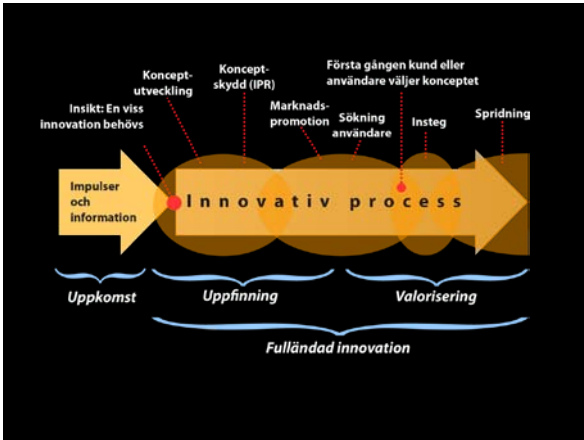 Första gången kund eller
användare väljer konceptet
Koncept-
skydd (IPR)
Koncept-
utveckling
Marknads-
promotion
Sökning
användare
Insteg
Spridning
Insikt: En viss
innovation behövs
Impulser
och
information
Innovativ process
Uppkomst
Uppfinning
Valorisering
Fulländad innovation